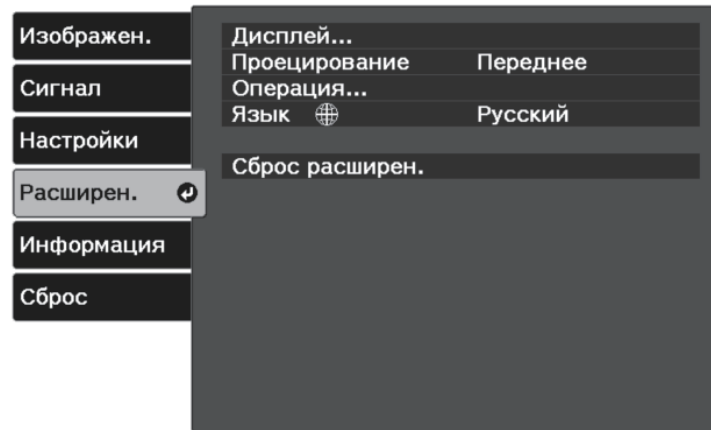 Изображен.
Сигнал
Настройки
Расширен.
Информация
Сброс
Дисплей...
Проецирование Переднее
Операция...
Язык Русский
Сброс расширен.